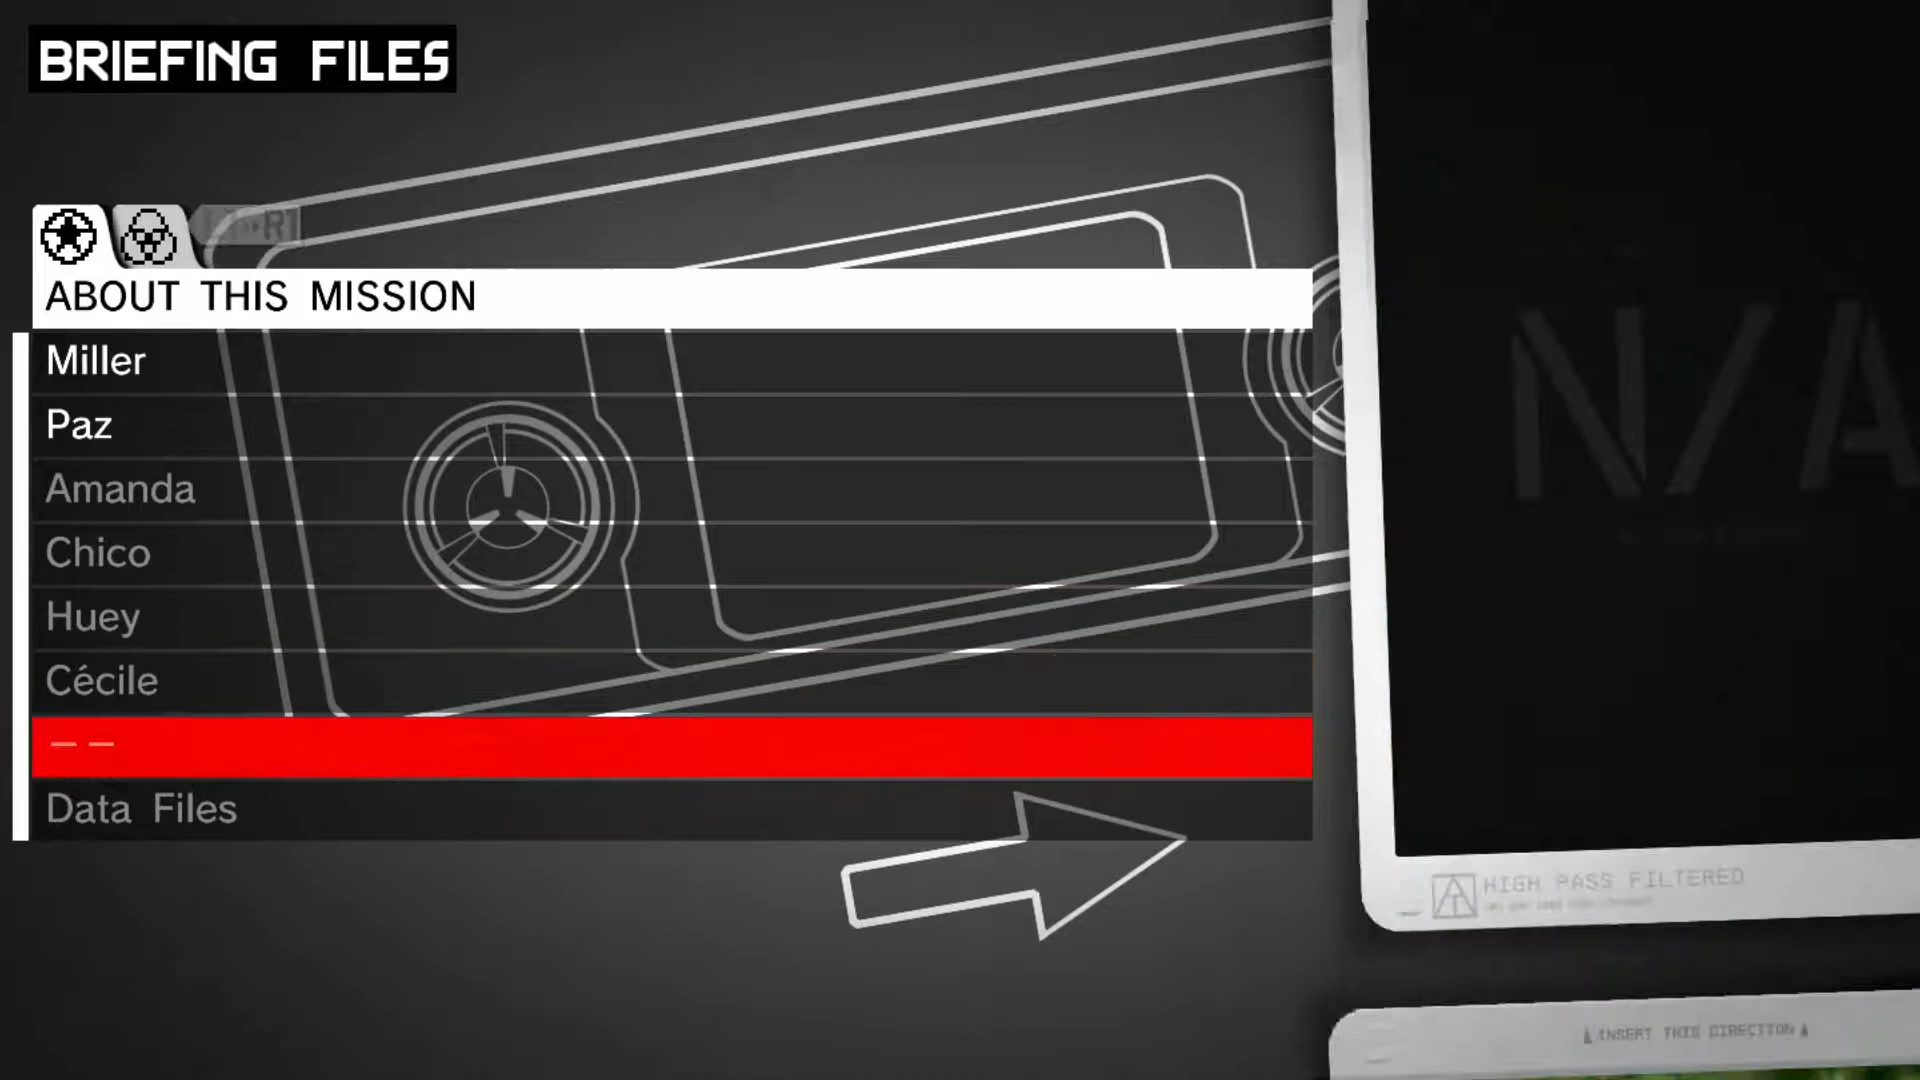 BRIEFING FILES
ABOUT THIS MISSION
Miller
Paz
Amanda
Chico
Huey
Cécile
— —
Data Files
N/A
HIGH PASS FILTERED
INSERT THIS DIRECTION